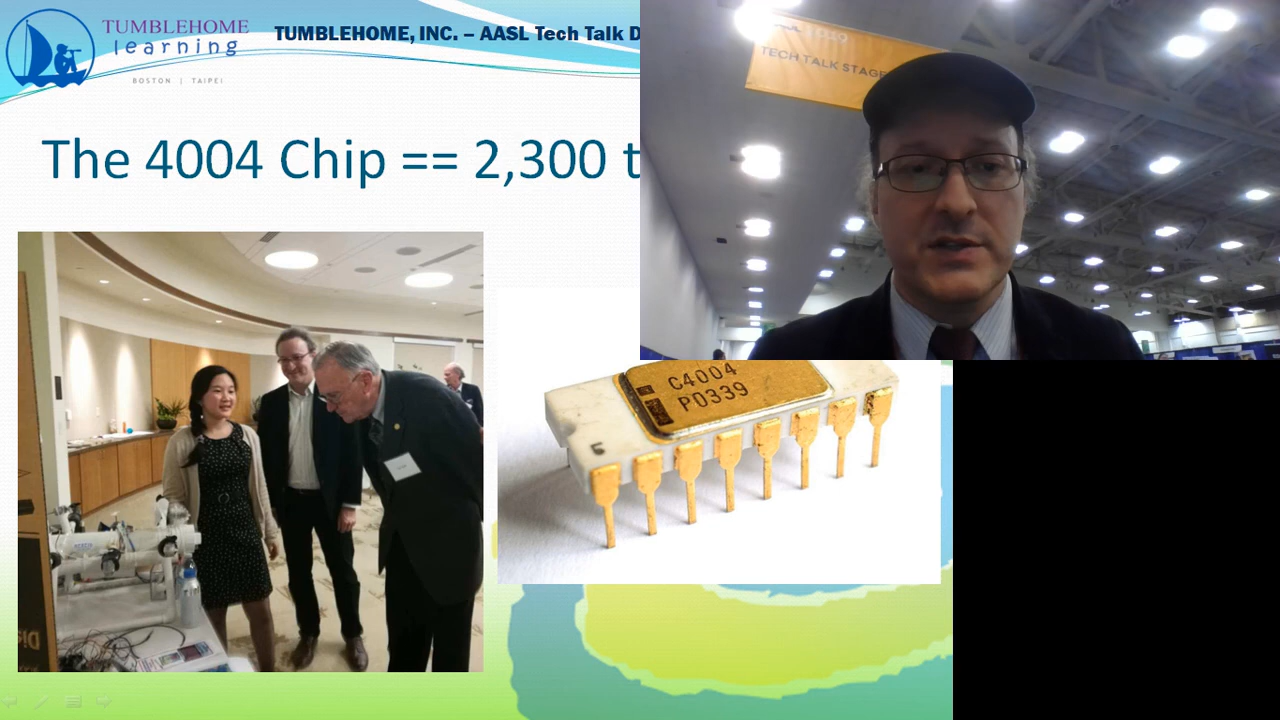 TUMBLEHOME
learning
BOSTON | TAIPEI
TUMBLEHOME, INC. – AASL Tech Talk D
The 4004 Chip == 2,300 t
TECH TALK STAGE
C4004
P0339